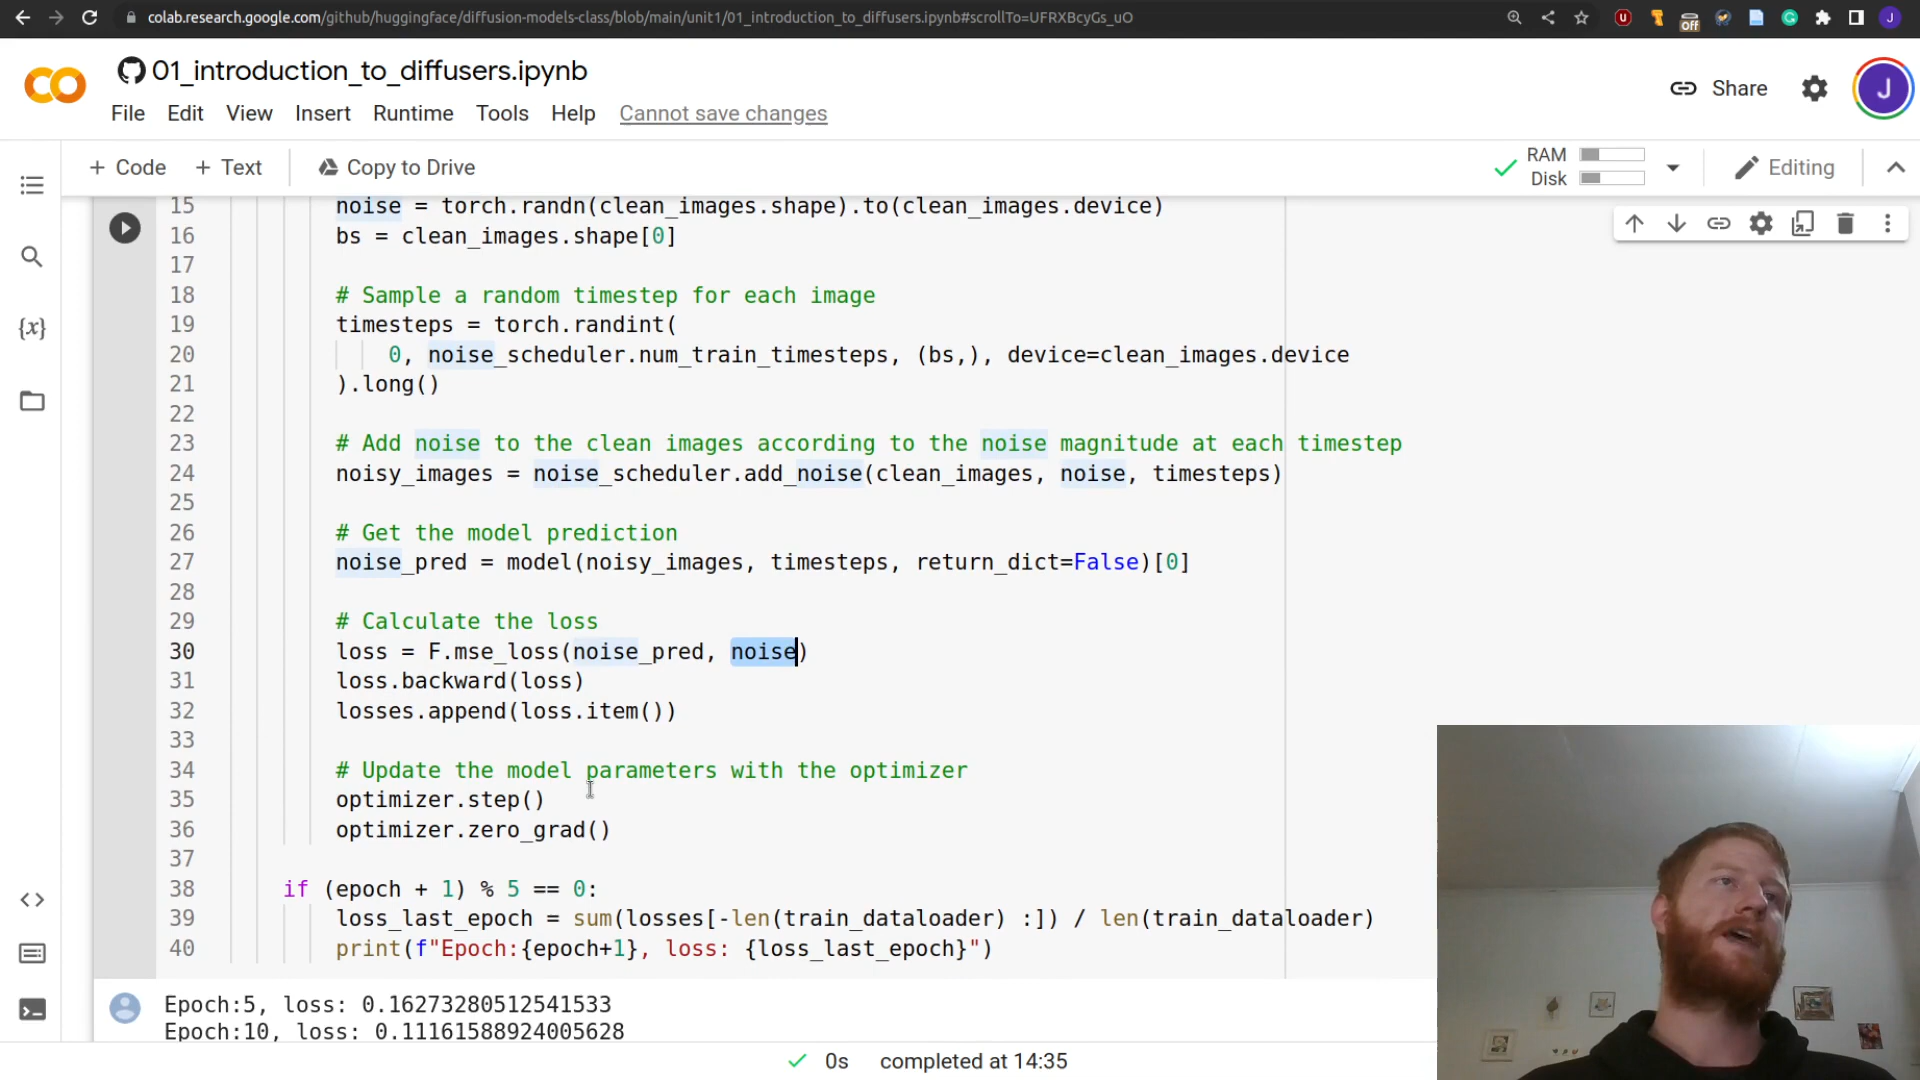 colab.research.google.com/github/huggingface/diffusion-models-class/blob/main/unit1/01_introduction_to_diffusers.ipynb#scrollTo=UFRXBcyGs_uO
Off
J
01_introduction_to_diffusers.ipynb
Share
J
File Edit View Insert Runtime Tools Help Cannot save changes
+ Code + Text Copy to Drive
RAM
Disk
Editing
15 noise = torch.randn(clean_images.shape).to(clean_images.device)
16 bs = clean_images.shape[0]
17
18 # Sample a random timestep for each image
19 timesteps = torch.randint(
20 0, noise_scheduler.num_train_timesteps, (bs,), device=clean_images.device
21 ).long()
22
23 # Add noise to the clean images according to the noise magnitude at each timestep
24 noisy_images = noise_scheduler.add_noise(clean_images, noise, timesteps)
25
26 # Get the model prediction
27 noise_pred = model(noisy_images, timesteps, return_dict=False)[0]
28
29 # Calculate the loss
30 loss = F.mse_loss(noise_pred, noise)
31 loss.backward(loss)
32 losses.append(loss.item())
33
34 # Update the model parameters with the optimizer
35 optimizer.step()
36 optimizer.zero_grad()
37
38 if (epoch + 1) % 5 == 0:
39 loss_last_epoch = sum(losses[-len(train_dataloader) :]) / len(train_dataloader)
40 print(f"Epoch:{epoch+1}, loss: {loss_last_epoch}")
Epoch:5, loss: 0.16273280512541533
Epoch:10, loss: 0.11161588924005628
0s completed at 14:35